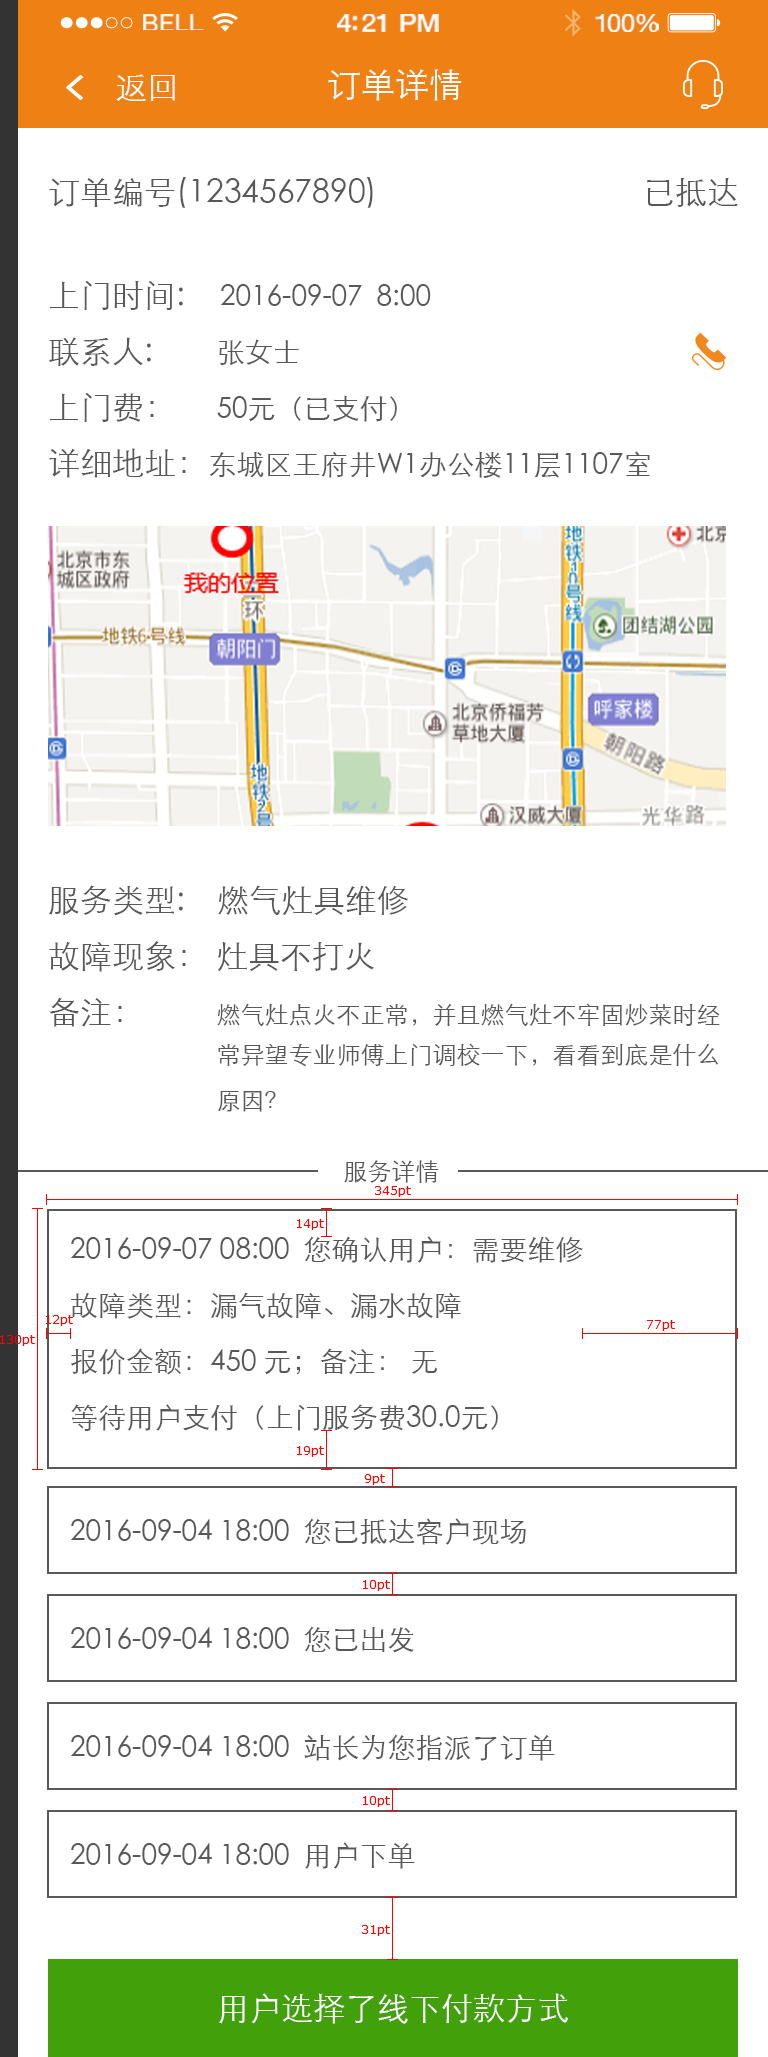 BELL 4:21 PM 100%
返回 订单详情
订单编号(1234567890) 已抵达
上门时间: 2016-09-07 8:00
联系人: 张女士
上门费: 50元（已支付）
详细地址: 东城区王府井W1办公楼11层1107室
北京市东
城区政府
我的位置
环
地铁10号线
北京
地铁6号线
朝阳门
团结湖公园
北京侨福芳
草地大厦
呼家楼
朝阳路
地铁2号
汉威大厦
光华路
服务类型: 燃气灶具维修
故障现象: 灶具不打火
备注: 燃气灶点火不正常，并且燃气灶不牢固炒菜时经
常异望专业师傅上门调校一下，看看到底是什么
原因?
服务详情
345pt
14pt
2016-09-07 08:00 您确认用户：需要维修
故障类型：漏气故障、漏水故障
12pt
77pt
130pt
报价金额：450 元；备注： 无
等待用户支付（上门服务费30.0元）
19pt
9pt
2016-09-04 18:00 您已抵达客户现场
10pt
2016-09-04 18:00 您已出发
2016-09-04 18:00 站长为您指派了订单
10pt
2016-09-04 18:00 用户下单
31pt
用户选择了线下付款方式